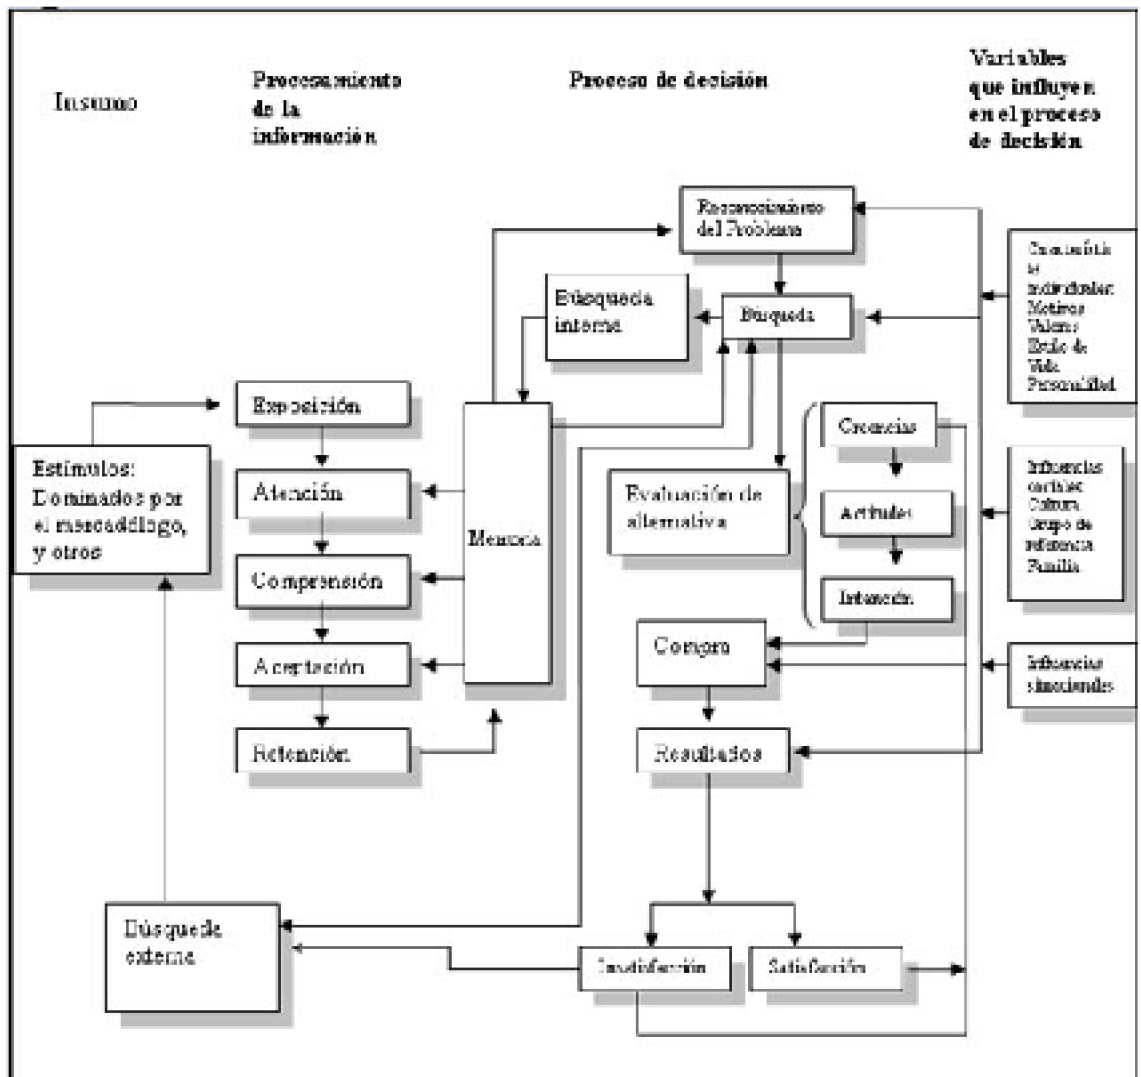 Insumo
Procesamiento
de la
información
Proceso de decisión
Variables
que influyen
en el proceso
de decisión
Reconocimiento
del Problema
Búsqueda
interna
Búsqueda
individuales:
Motivos
Valores
Estilo de
Vida
Personalidad
Exposición
Estímulos:
Dominados por
el mercadólogo,
y otros
Atención
Comprensión
Aceptación
Retención
Memoria
Evaluación de
alternativa
Creencias
Actitudes
Intención
Influencias
sociales
Cultura
Grupo de
referencia
Familia
Compra
Resultados
Influencias
situacionales
Búsqueda
externa
Insatisfacción
Satisfacción